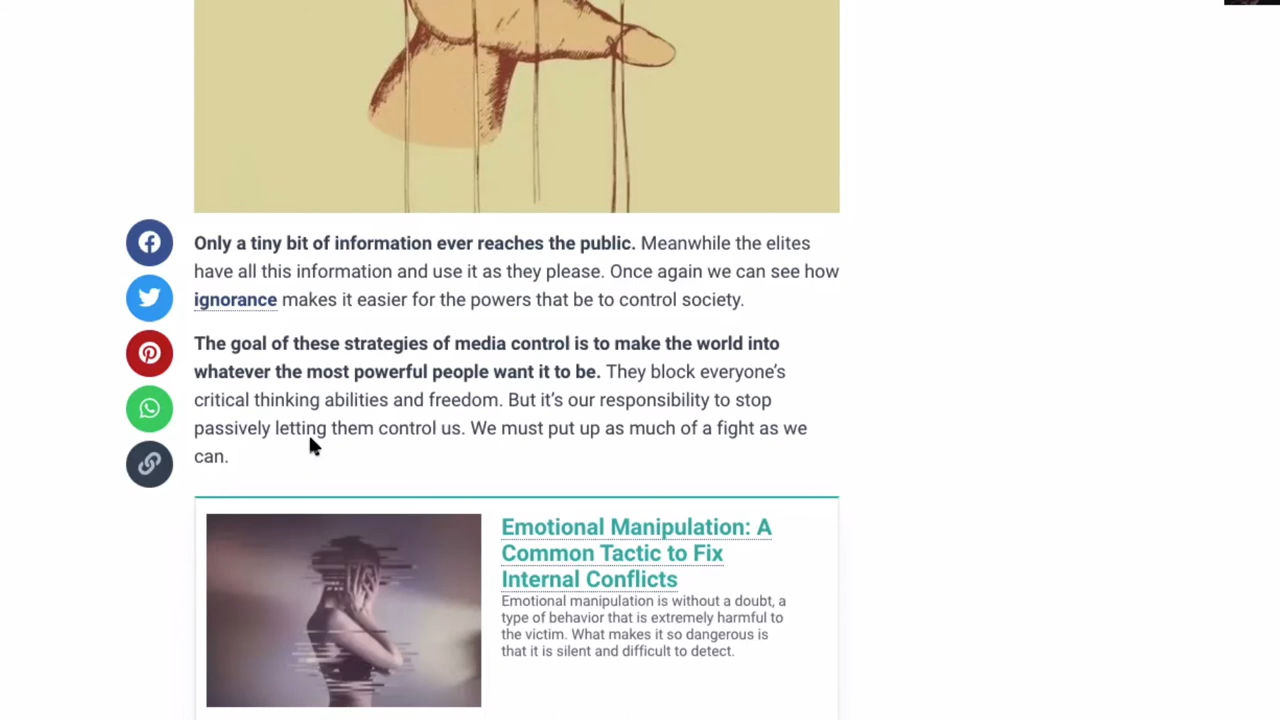 Only a tiny bit of information ever reaches the public. Meanwhile the elites
have all this information and use it as they please. Once again we can see how
ignorance makes it easier for the powers that be to control society.
The goal of these strategies of media control is to make the world into
whatever the most powerful people want it to be. They block everyone’s
critical thinking abilities and freedom. But it’s our responsibility to stop
passively letting them control us. We must put up as much of a fight as we
can.
Emotional Manipulation: A
Common Tactic to Fix
Internal Conflicts
Emotional manipulation is without a doubt, a
type of behavior that is extremely harmful to
the victim. What makes it so dangerous is
that it is silent and difficult to detect.